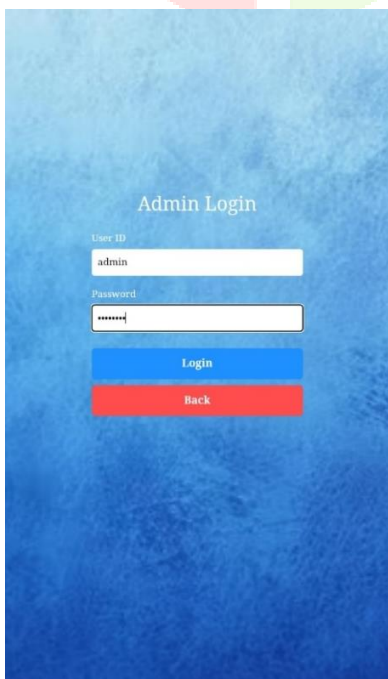 Admin Login
User ID
admin
Password
••••••••
Login
Back